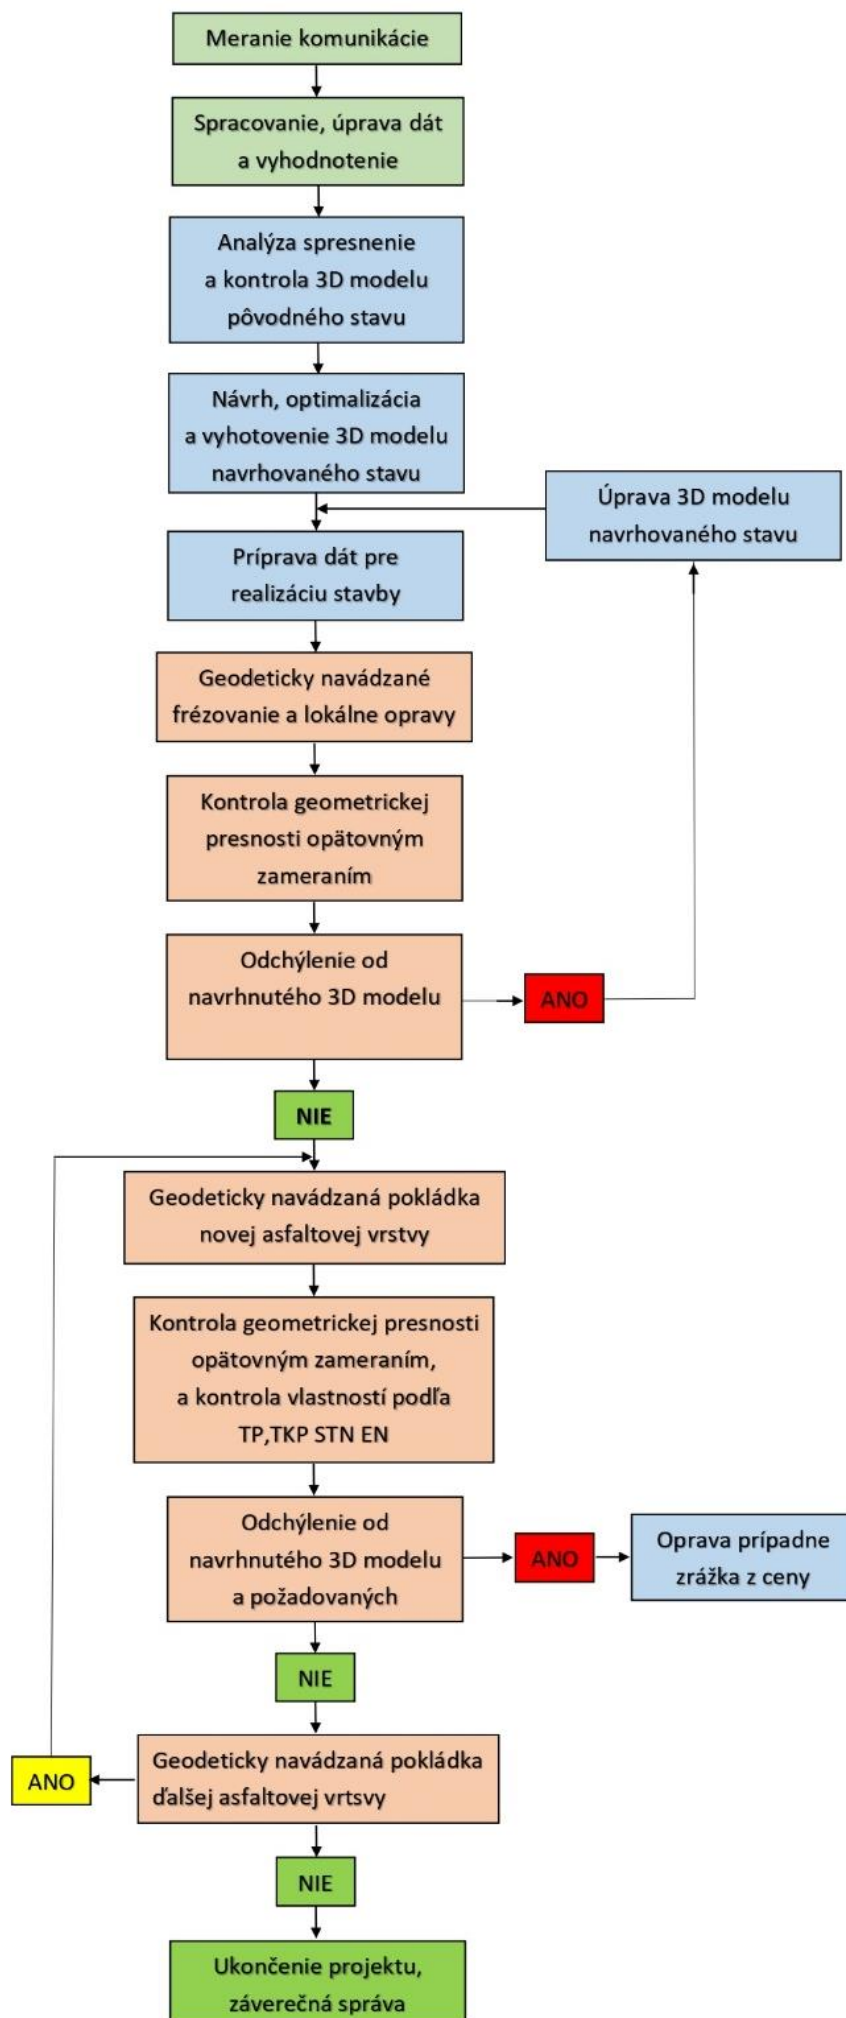 Meranie komunikácie
Spracovanie, úprava dát
a vyhodnotenie
Analýza spresnenie
a kontrola 3D modelu
pôvodného stavu
Návrh, optimalizácia
a vyhotovenie 3D modelu
navrhovaného stavu
Úprava 3D modelu
navrhovaného stavu
Príprava dát pre
realizáciu stavby
Geodeticky navádzané
frézovanie a lokálne opravy
Kontrola geometrickej
presnosti opätovným
zameraním
Odchýlenie od
navrhnutého 3D modelu
ANO
NIE
Geodeticky navádzaná pokládka
novej asfaltovej vrstvy
Kontrola geometrickej presnosti
opätovným zameraním,
a kontrola vlastností podľa
TP,TKP STN EN
Odchýlenie od
navrhnutého 3D modelu
a požadovaných
ANO
Oprava prípadne
zrážka z ceny
NIE
Geodeticky navádzaná pokládka
ďalšej asfaltovej vrtsvy
ANO
NIE
Ukončenie projektu,
záverečná správa